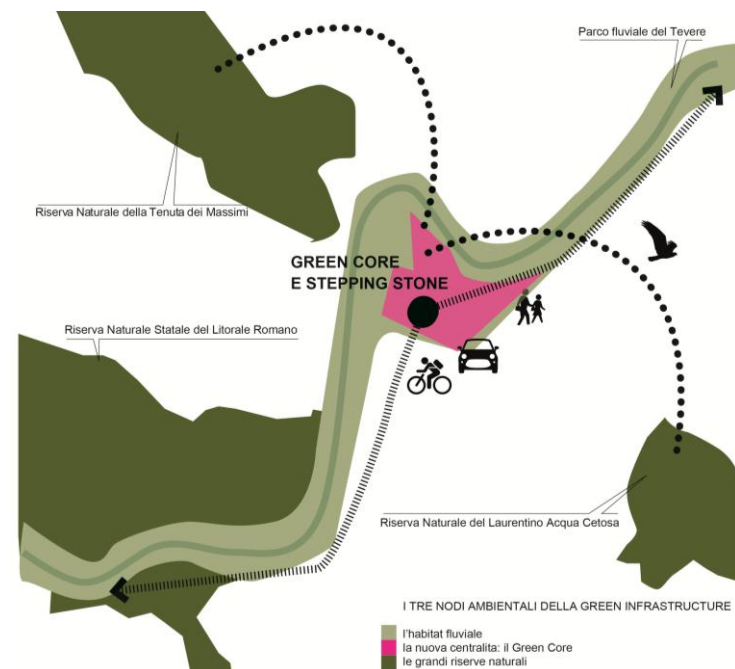 Parco fluviale del Tevere
Riserva Naturale della Tenuta dei Massimi
GREEN CORE
E STEPPING STONE
Riserva Naturale Statale del Litorale Romano
Riserva Naturale del Laurentino Acqua Cetosa
I TRE NODI AMBIENTALI DELLA GREEN INFRASTRUCTURE
l'habitat fluviale
la nuova centralita: il Green Core
le grandi riserve naturali